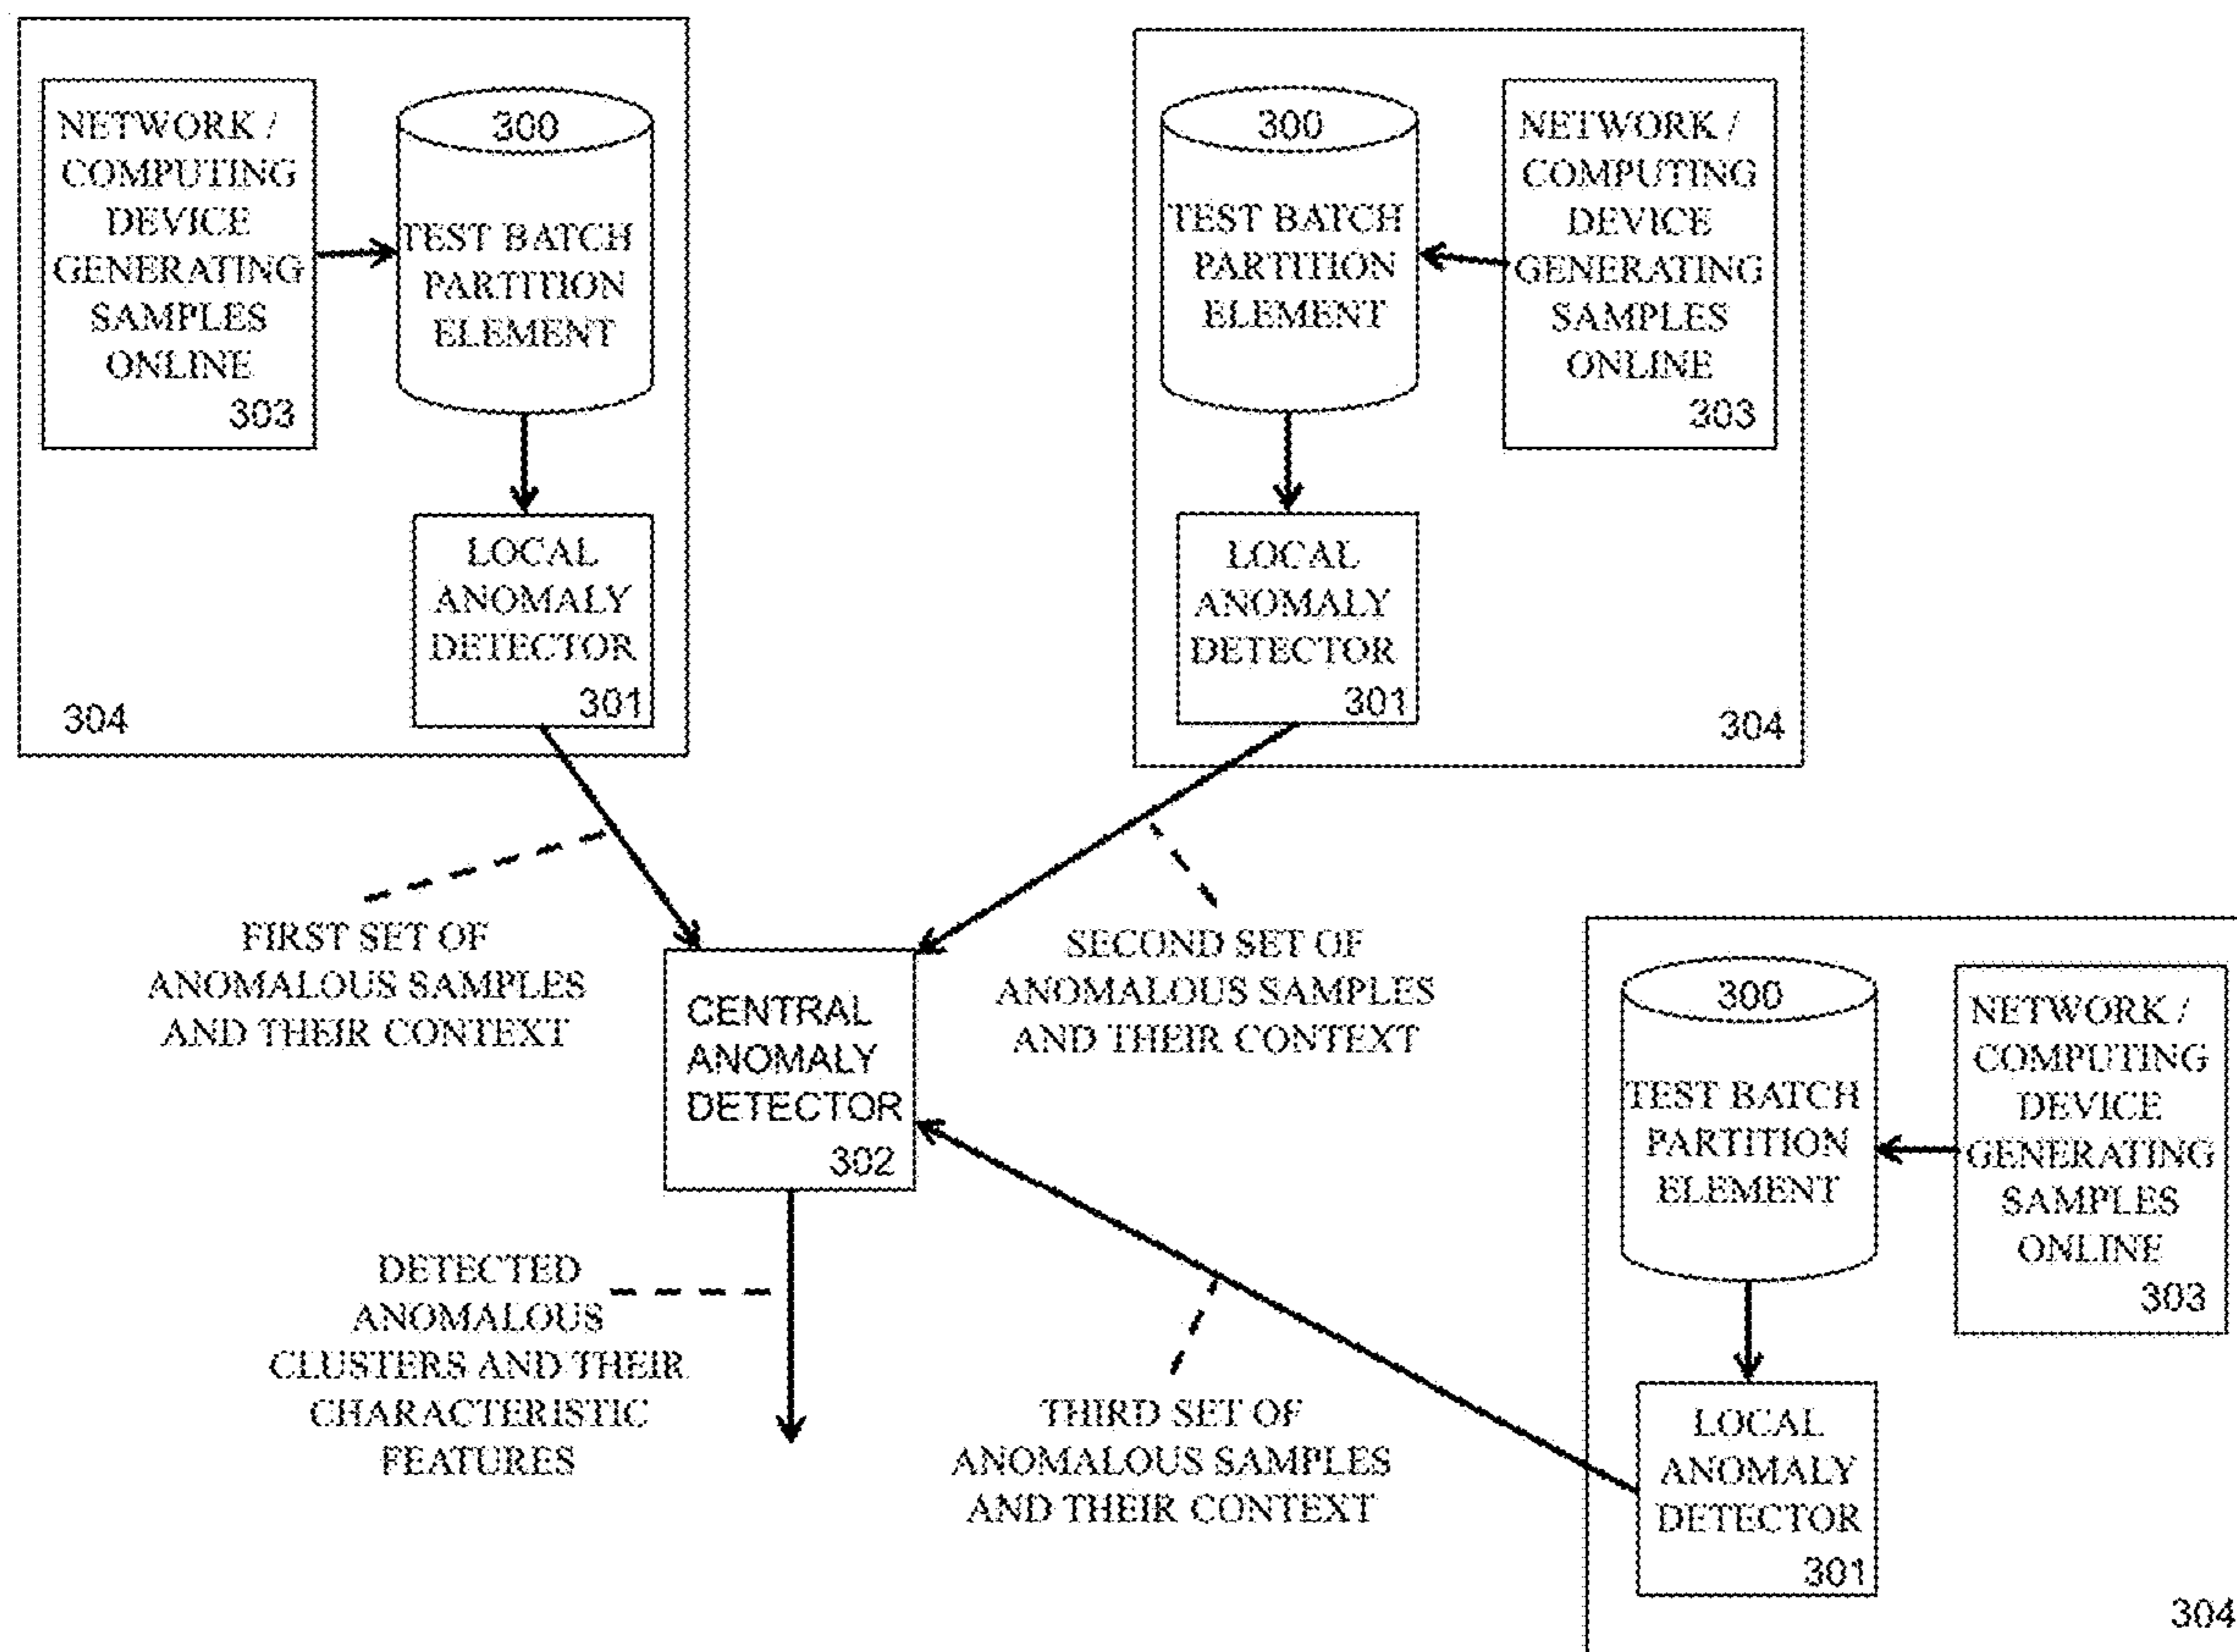 NETWORK /
COMPUTING
DEVICE
GENERATING
SAMPLES
ONLINE
303
300
TEST BATCH
PARTITION
ELEMENT
LOCAL
ANOMALY
DETECTOR
301
304
300
TEST BATCH
PARTITION
ELEMENT
NETWORK /
COMPUTING
DEVICE
GENERATING
SAMPLES
ONLINE
303
LOCAL
ANOMALY
DETECTOR
301
304
FIRST SET OF
ANOMALOUS SAMPLES
AND THEIR CONTEXT
SECOND SET OF
ANOMALOUS SAMPLES
AND THEIR CONTEXT
CENTRAL
ANOMALY
DETECTOR
302
300
TEST BATCH
PARTITION
ELEMENT
NETWORK /
COMPUTING
DEVICE
GENERATING
SAMPLES
ONLINE
303
DETECTED
ANOMALOUS
CLUSTERS AND THEIR
CHARACTERISTIC
FEATURES
THIRD SET OF
ANOMALOUS SAMPLES
AND THEIR CONTEXT
LOCAL
ANOMALY
DETECTOR
301
304